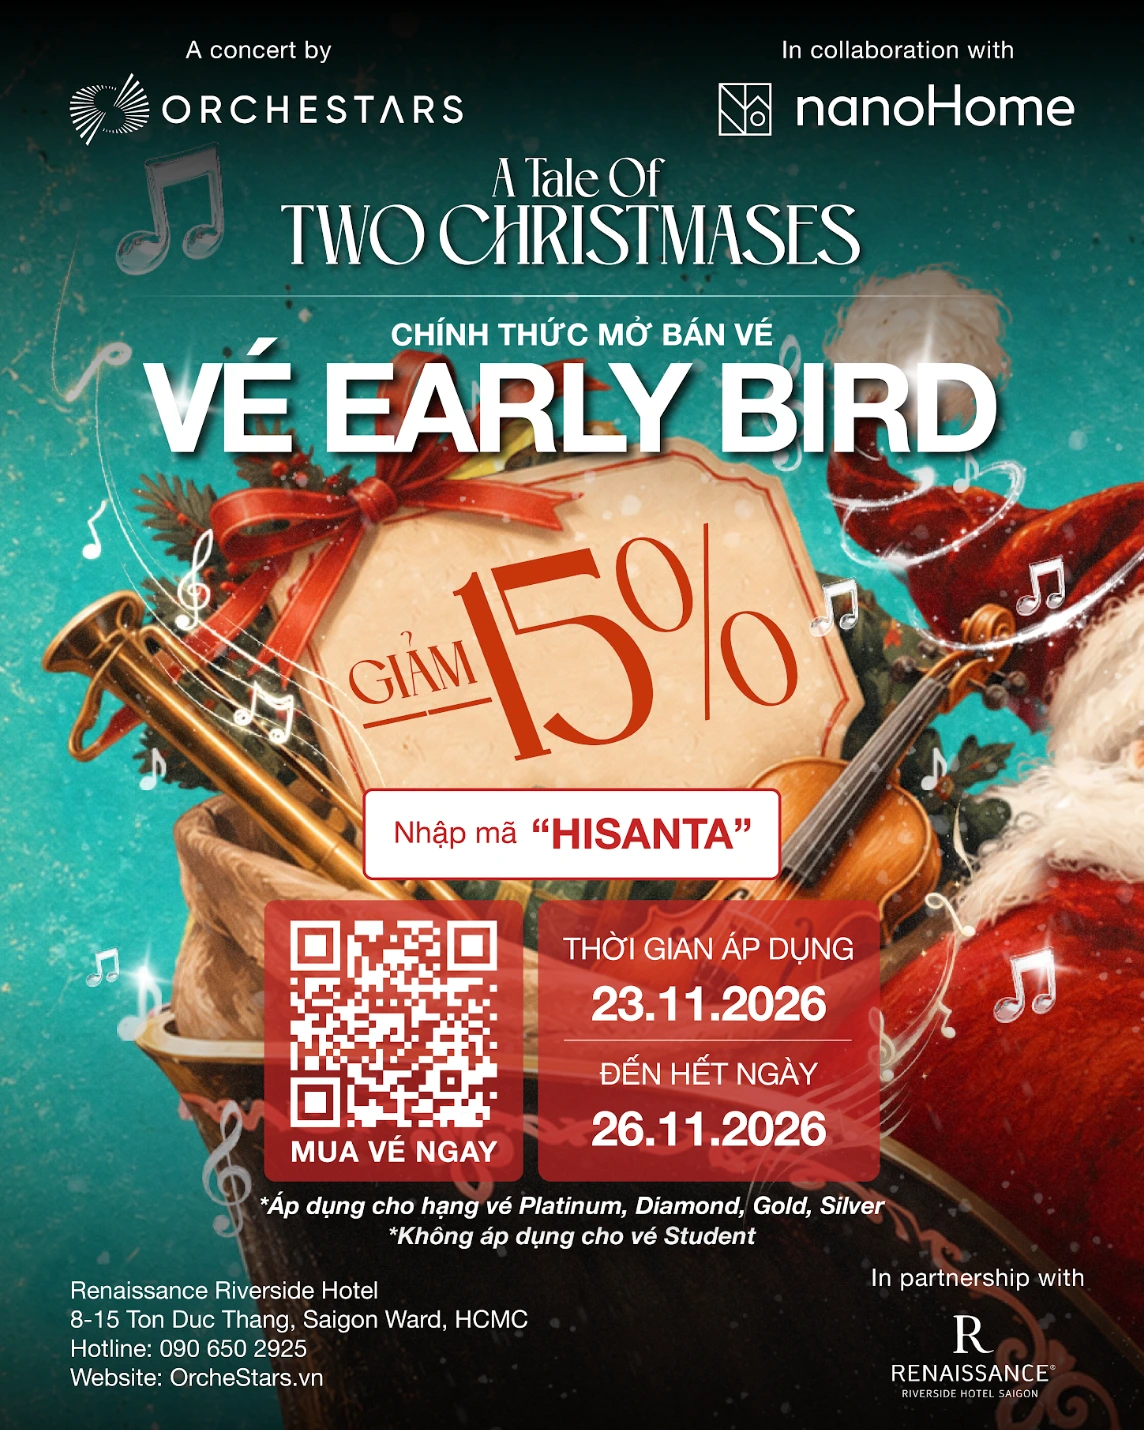 A concert by
ORCHESTARS
In collaboration with
nanoHome
A Tale Of
TWO CHRISTMASES
CHÍNH THỨC MỞ BÁN VÉ
VÉ EARLY BIRD
GIẢM 15%
Nhập mã “HISANTA”
MUA VÉ NGAY
THỜI GIAN ÁP DỤNG
23.11.2026
ĐẾN HẾT NGÀY
26.11.2026
*Áp dụng cho hạng vé Platinum, Diamond, Gold, Silver
*Không áp dụng cho vé Student
Renaissance Riverside Hotel
8-15 Ton Duc Thang, Saigon Ward, HCMC
Hotline: 090 650 2925
Website: OrcheStars.vn
In partnership with
R
RENAISSANCE®
RIVERSIDE HOTEL SAIGON